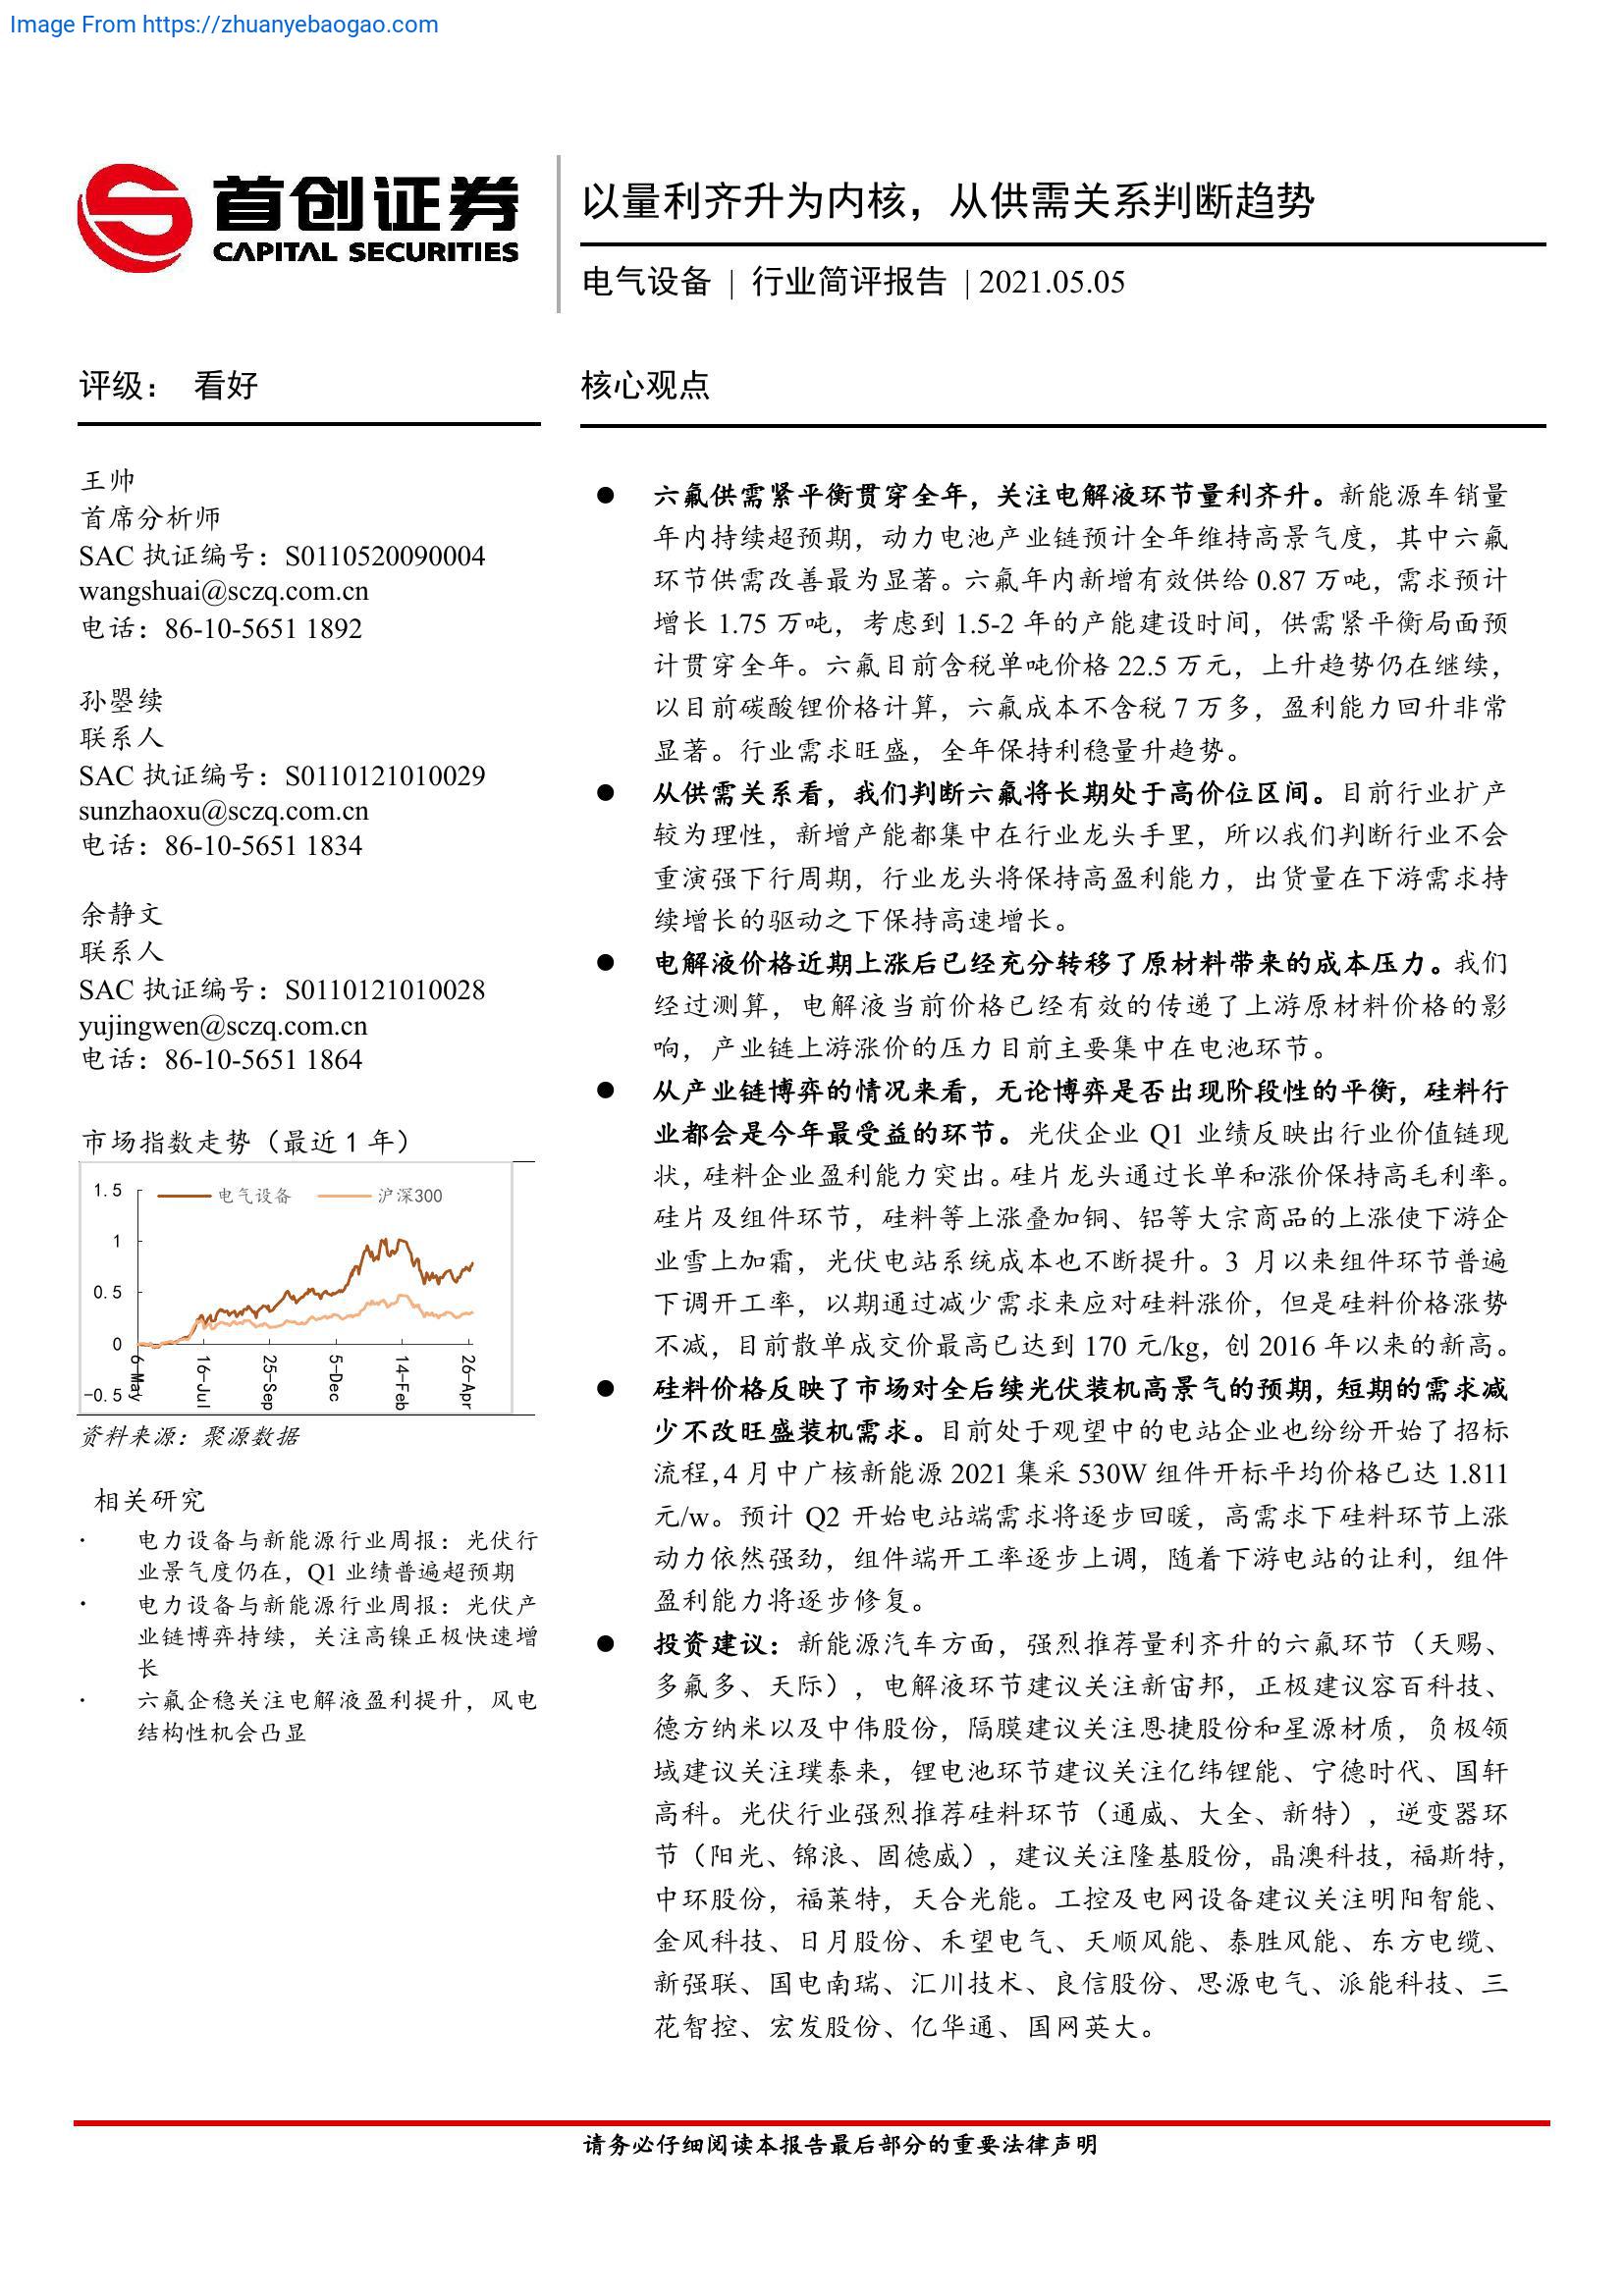 Image From https://zhuanyebaogao.com
首创证券
CAPITAL SECURITIES
以量利齐升为内核，从供需关系判断趋势
电气设备 | 行业简评报告 | 2021.05.05
评级： 看好
王帅
首席分析师
SAC 执证编号：S0110520090004
wangshuai@sczq.com.cn
电话：86-10-5651 1892
孙曌续
联系人
SAC 执证编号：S0110121010029
sunzhaoxu@sczq.com.cn
电话：86-10-5651 1834
余静文
联系人
SAC 执证编号：S0110121010028
yujingwen@sczq.com.cn
电话：86-10-5651 1864
市场指数走势（最近 1 年）
电气设备 沪深300
1.5
1
0.5
0
-0.5
6-May
16-Jul
25-Sep
5-Dec
14-Feb
26-Apr
资料来源：聚源数据
相关研究
· 电力设备与新能源行业周报：光伏行
业景气度仍在，Q1 业绩普遍超预期
· 电力设备与新能源行业周报：光伏产
业链博弈持续，关注高镍正极快速增
长
· 六氟企稳关注电解液盈利提升，风电
结构性机会凸显
核心观点
● 六氟供需紧平衡贯穿全年，关注电解液环节量利齐升。新能源车销量
年内持续超预期，动力电池产业链预计全年维持高景气度，其中六氟
环节供需改善最为显著。六氟年内新增有效供给 0.87 万吨，需求预计
增长 1.75 万吨，考虑到 1.5-2 年的产能建设时间，供需紧平衡局面预
计贯穿全年。六氟目前含税单吨价格 22.5 万元，上升趋势仍在继续，
以目前碳酸锂价格计算，六氟成本不含税 7 万多，盈利能力回升非常
显著。行业需求旺盛，全年保持利稳量升趋势。
● 从供需关系看，我们判断六氟将长期处于高价位区间。目前行业扩产
较为理性，新增产能都集中在行业龙头手里，所以我们判断行业不会
重演强下行周期，行业龙头将保持高盈利能力，出货量在下游需求持
续增长的驱动之下保持高速增长。
● 电解液价格近期上涨后已经充分转移了原材料带来的成本压力。我们
经过测算，电解液当前价格已经有效的传递了上游原材料价格的影
响，产业链上游涨价的压力目前主要集中在电池环节。
● 从产业链博弈的情况来看，无论博弈是否出现阶段性的平衡，硅料行
业都会是今年最受益的环节。光伏企业 Q1 业绩反映出行业价值链现
状，硅料企业盈利能力突出。硅片龙头通过长单和涨价保持高毛利率。
硅片及组件环节，硅料等上涨叠加铜、铝等大宗商品的上涨使下游企
业雪上加霜，光伏电站系统成本也不断提升。3 月以来组件环节普遍
下调开工率，以期通过减少需求来应对硅料涨价，但是硅料价格涨势
不减，目前散单成交价最高已达到 170 元/kg，创 2016 年以来的新高。
● 硅料价格反映了市场对全后续光伏装机高景气的预期，短期的需求减
少不改旺盛装机需求。目前处于观望中的电站企业也纷纷开始了招标
流程，4 月中广核新能源 2021 集采 530W 组件开标平均价格已达 1.811
元/w。预计 Q2 开始电站端需求将逐步回暖，高需求下硅料环节上涨
动力依然强劲，组件端开工率逐步上调，随着下游电站的让利，组件
盈利能力将逐步修复。
● 投资建议：新能源汽车方面，强烈推荐量利齐升的六氟环节（天赐、
多氟多、天际），电解液环节建议关注新宙邦，正极建议容百科技、
德方纳米以及中伟股份，隔膜建议关注恩捷股份和星源材质，负极领
域建议关注璞泰来，锂电池环节建议关注亿纬锂能、宁德时代、国轩
高科。光伏行业强烈推荐硅料环节（通威、大全、新特），逆变器环
节（阳光、锦浪、固德威），建议关注隆基股份，晶澳科技，福斯特，
中环股份，福莱特，天合光能。工控及电网设备建议关注明阳智能、
金风科技、日月股份、禾望电气、天顺风能、泰胜风能、东方电缆、
新强联、国电南瑞、汇川技术、良信股份、思源电气、派能科技、三
花智控、宏发股份、亿华通、国网英大。
请务必仔细阅读本报告最后部分的重要法律声明